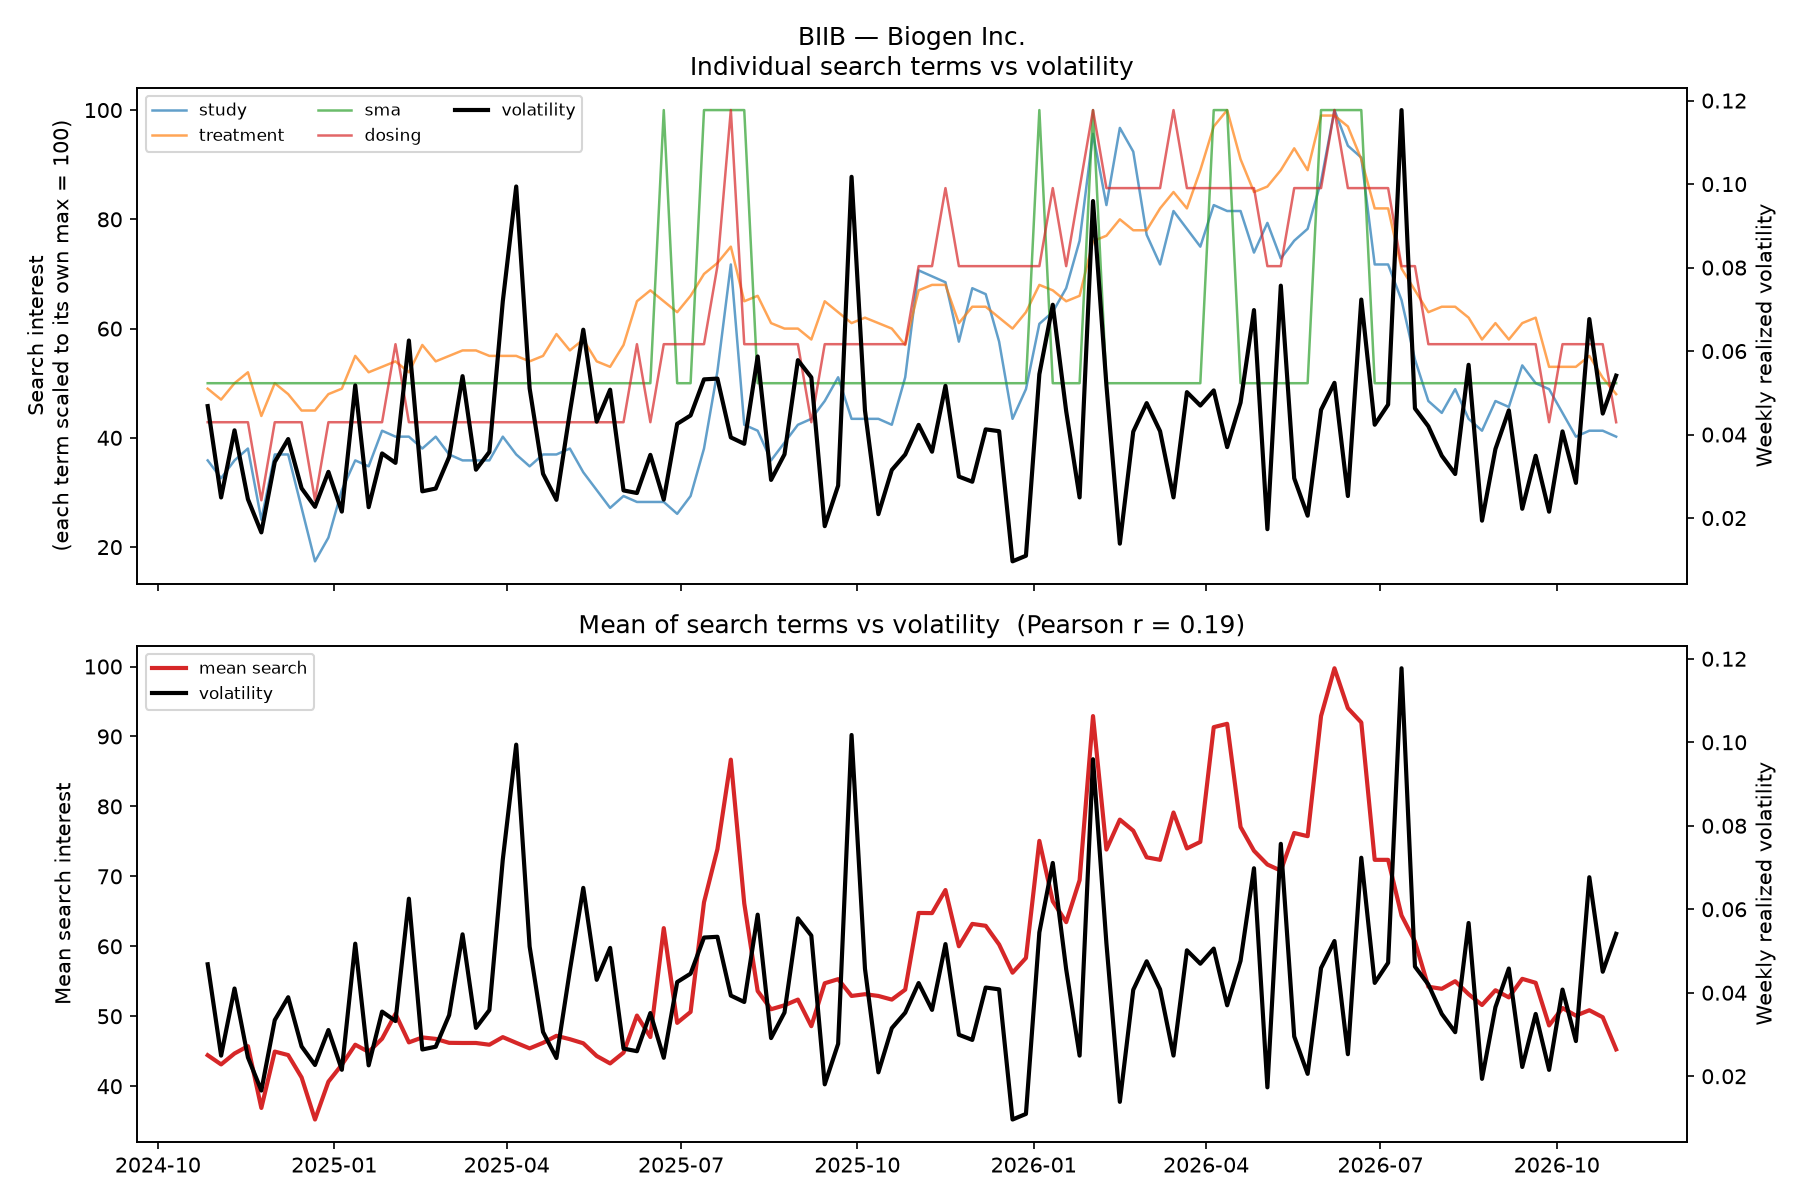 BIIB — Biogen Inc.
Individual search terms vs volatility
study
treatment
sma
dosing
volatility
Search interest
(each term scaled to its own max = 100)
100
80
60
40
20
0.12
0.10
0.08
0.06
0.04
0.02
Weekly realized volatility
Mean of search terms vs volatility  (Pearson r = 0.19)
mean search
volatility
Mean search interest
100
90
80
70
60
50
40
0.12
0.10
0.08
0.06
0.04
0.02
Weekly realized volatility
2024-10
2025-01
2025-04
2025-07
2025-10
2026-01
2026-04
2026-07
2026-10